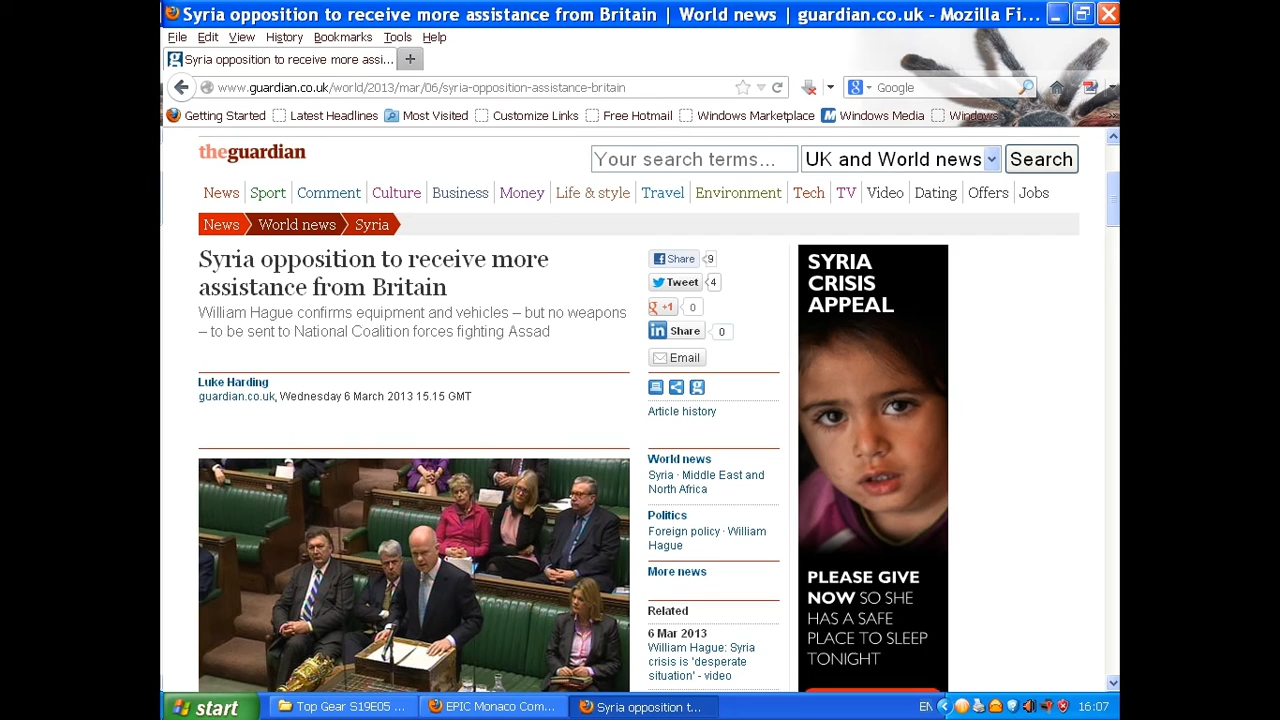 Syria opposition to receive more assistance from Britain | World news | guardian.co.uk - Mozilla Fi...
File Edit View History Bookmarks Tools Help
Syria opposition to receive more assi... +
www.guardian.co.uk/world/2013/mar/06/syria-opposition-assistance-britain Google
Getting Started Latest Headlines Most Visited Customize Links Free Hotmail Windows Marketplace Windows Media Windows
theguardian Your search terms... UK and World news Search
News Sport Comment Culture Business Money Life & style Travel Environment Tech TV Video Dating Offers Jobs
News World news Syria
Syria opposition to receive more
assistance from Britain
William Hague confirms equipment and vehicles – but no weapons
– to be sent to National Coalition forces fighting Assad
Luke Harding
guardian.co.uk, Wednesday 6 March 2013 15.15 GMT
Share 9
Tweet 4
+1 0
Share 0
Email
Article history
World news
Syria · Middle East and
North Africa
Politics
Foreign policy · William
Hague
More news
Related
6 Mar 2013
William Hague: Syria
crisis is 'desperate
situation' - video
SYRIA
CRISIS
APPEAL
PLEASE GIVE
NOW SO SHE
HAS A SAFE
PLACE TO SLEEP
TONIGHT
start Top Gear S19E05 ... EPIC Monaco Com... Syria opposition t... EN 16:07